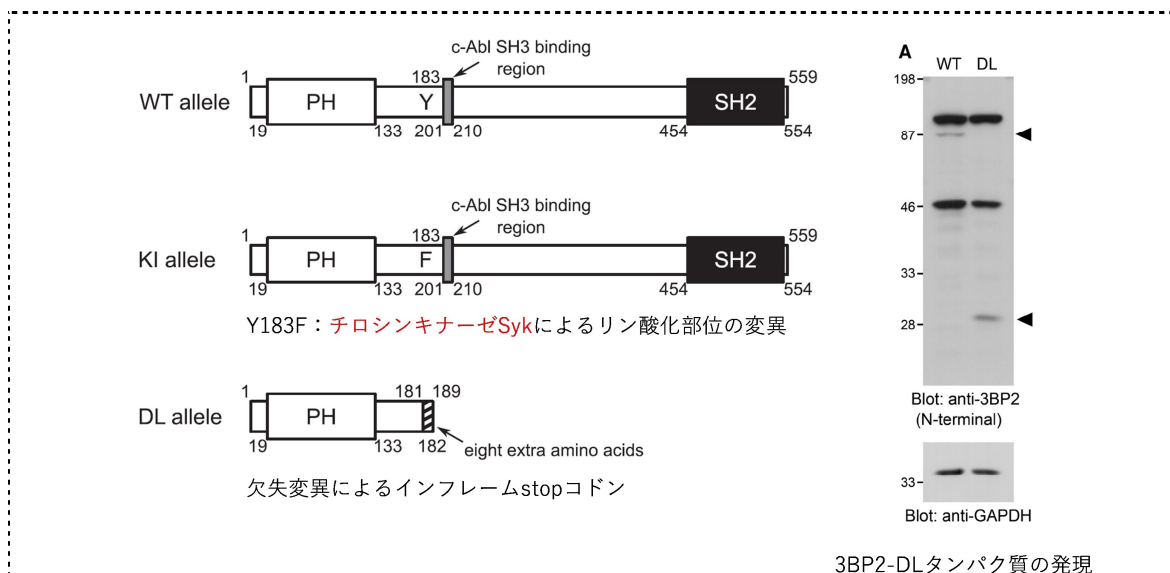 c-Abl SH3 binding
region
1
183
559
WT allele
PH
Y
SH2
19
133
201
210
454
554
c-Abl SH3 binding
region
1
183
559
KI allele
PH
F
SH2
19
133
201
210
454
554
Y183F：チロシンキナーゼSykによるリン酸化部位の変異
1
181
189
DL allele
PH
19
133
182
eight extra amino acids
欠失変異によるインフレームstopコドン
A
WT DL
198
87
46
33
28
Blot: anti-3BP2
(N-terminal)
33
Blot: anti-GAPDH
3BP2-DLタンパク質の発現